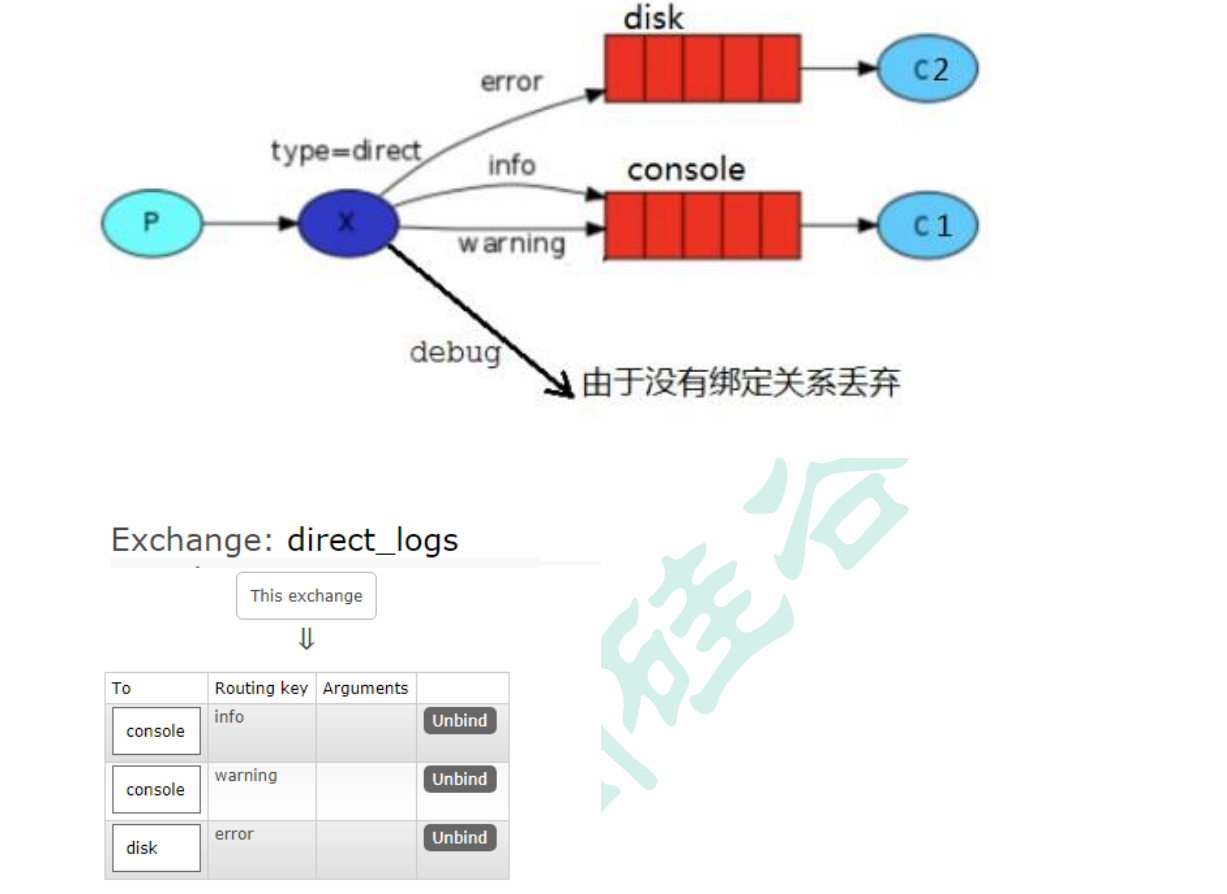 disk
C2
error
type=direct
info
console
P
X
C1
warning
debug
由于没有绑定关系丢弃
硅谷
Exchange: direct_logs
This exchange
⇓
To Routing key Arguments
console info Unbind
console warning Unbind
disk error Unbind